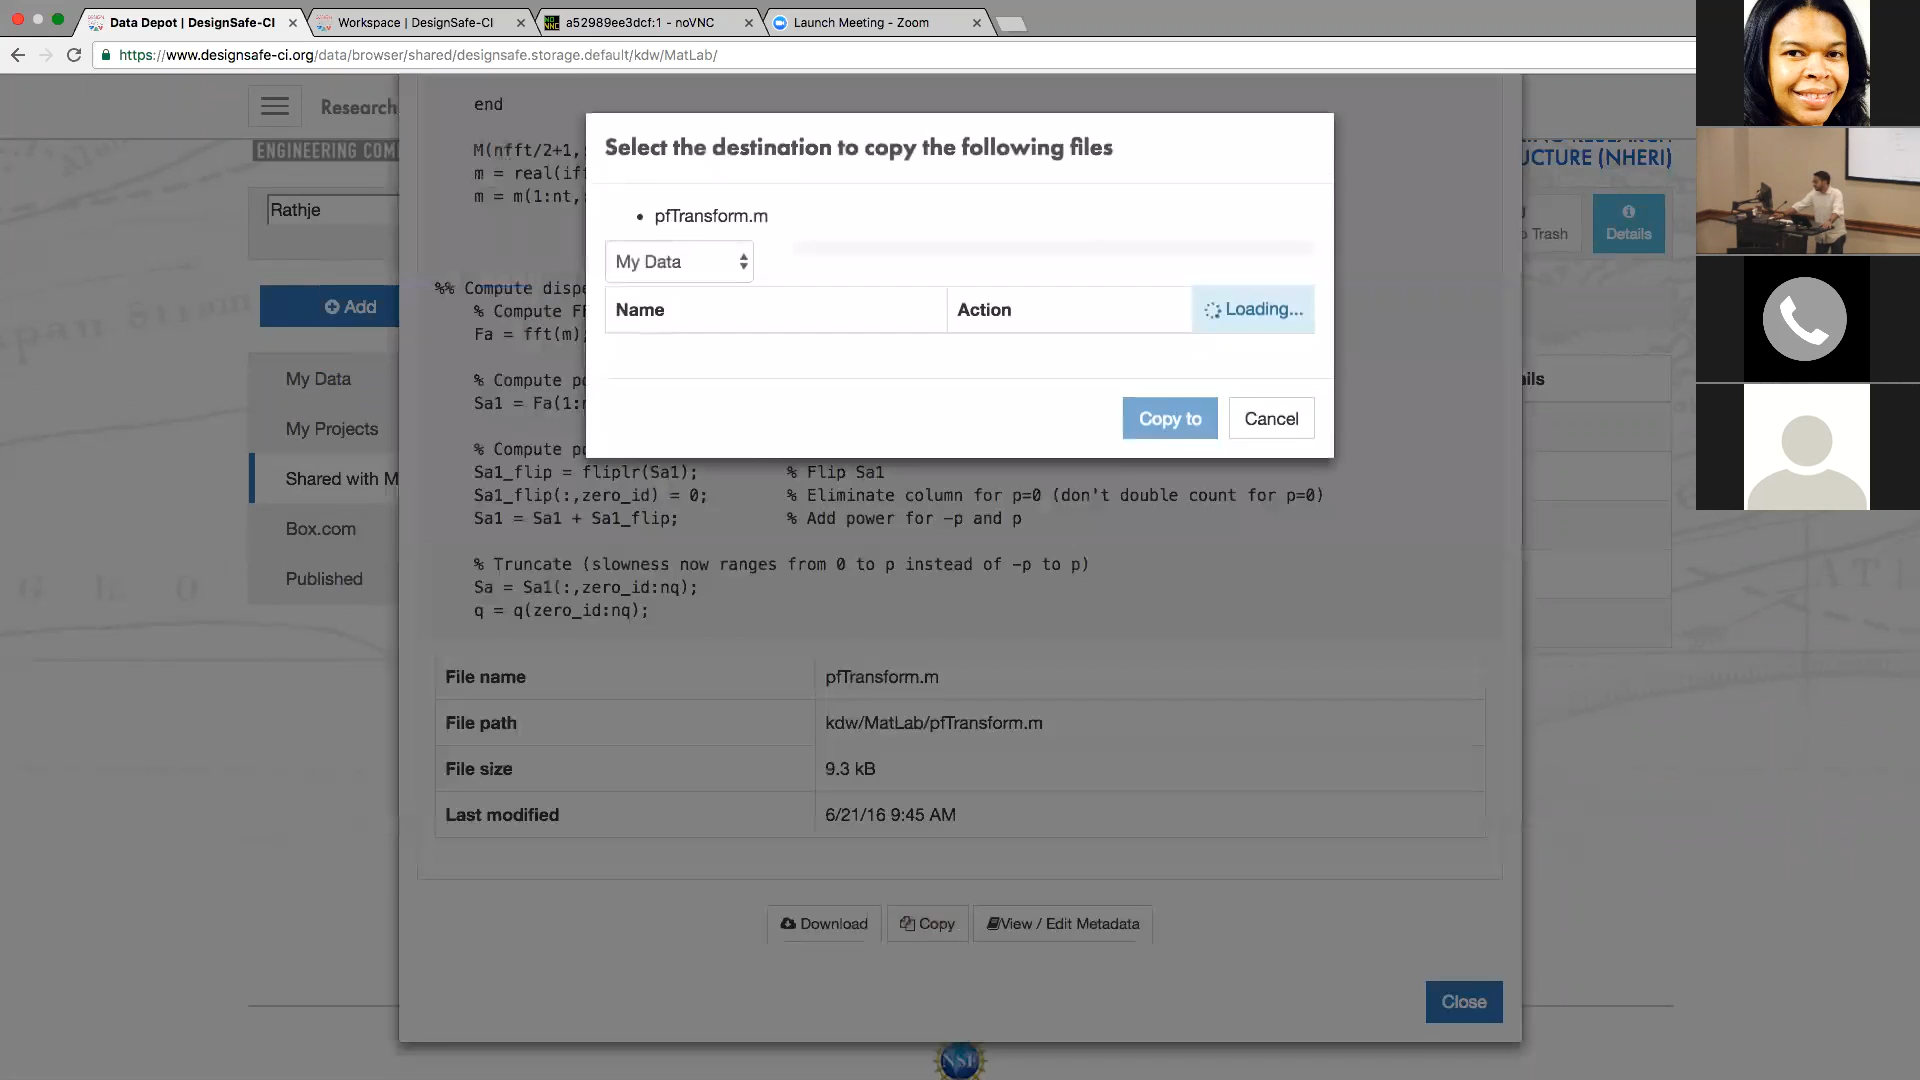 Data Depot | DesignSafe-CI
Workspace | DesignSafe-CI
a52989ee3dcf:1 - noVNC
Launch Meeting - Zoom
https://www.designsafe-ci.org/data/browser/shared/designsafe.storage.default/kdw/MatLab/
Research
ENGINEERING COM
UCTURE (NHERI)
Rathje
Trash
Details
Add
My Data
My Projects
Shared with M
Box.com
Published
end
M(nfft/2+1,
m = real(if
m = m(1:nt,
%% Compute disp
% Compute F
Fa = fft(m)
% Compute p
Sa1 = Fa(1:
% Compute p
Sa1_flip = fliplr(Sa1); % Flip Sa1
Sa1_flip(:,zero_id) = 0; % Eliminate column for p=0 (don't double count for p=0)
Sa1 = Sa1 + Sa1_flip; % Add power for -p and p
% Truncate (slowness now ranges from 0 to p instead of -p to p)
Sa = Sa1(:,zero_id:nq);
q = q(zero_id:nq);
Select the destination to copy the following files
• pfTransform.m
My Data
Name Action Loading...
Copy to Cancel
File name pfTransform.m
File path kdw/MatLab/pfTransform.m
File size 9.3 kB
Last modified 6/21/16 9:45 AM
Download Copy View / Edit Metadata
Close
NSF